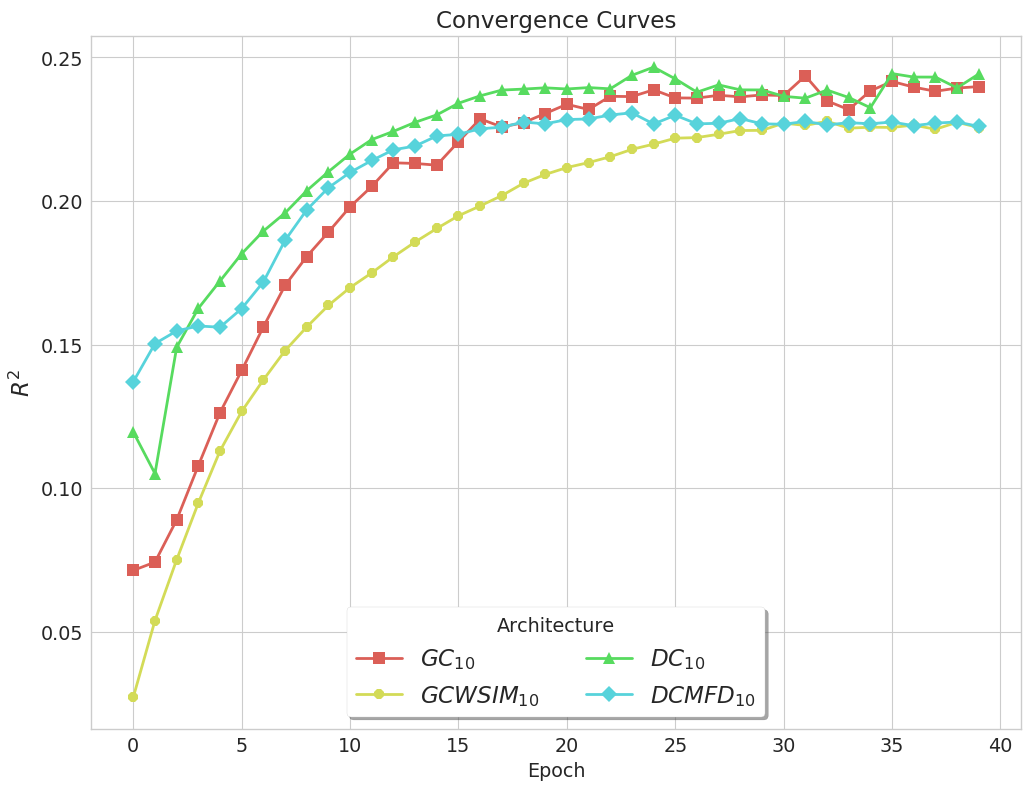 Convergence Curves
0.25
0.20
0.15
0.10
0.05
R²
0 5 10 15 20 25 30 35 40
Epoch
Architecture
GC₁₀ DC₁₀
GCWSIM₁₀ DCMFD₁₀